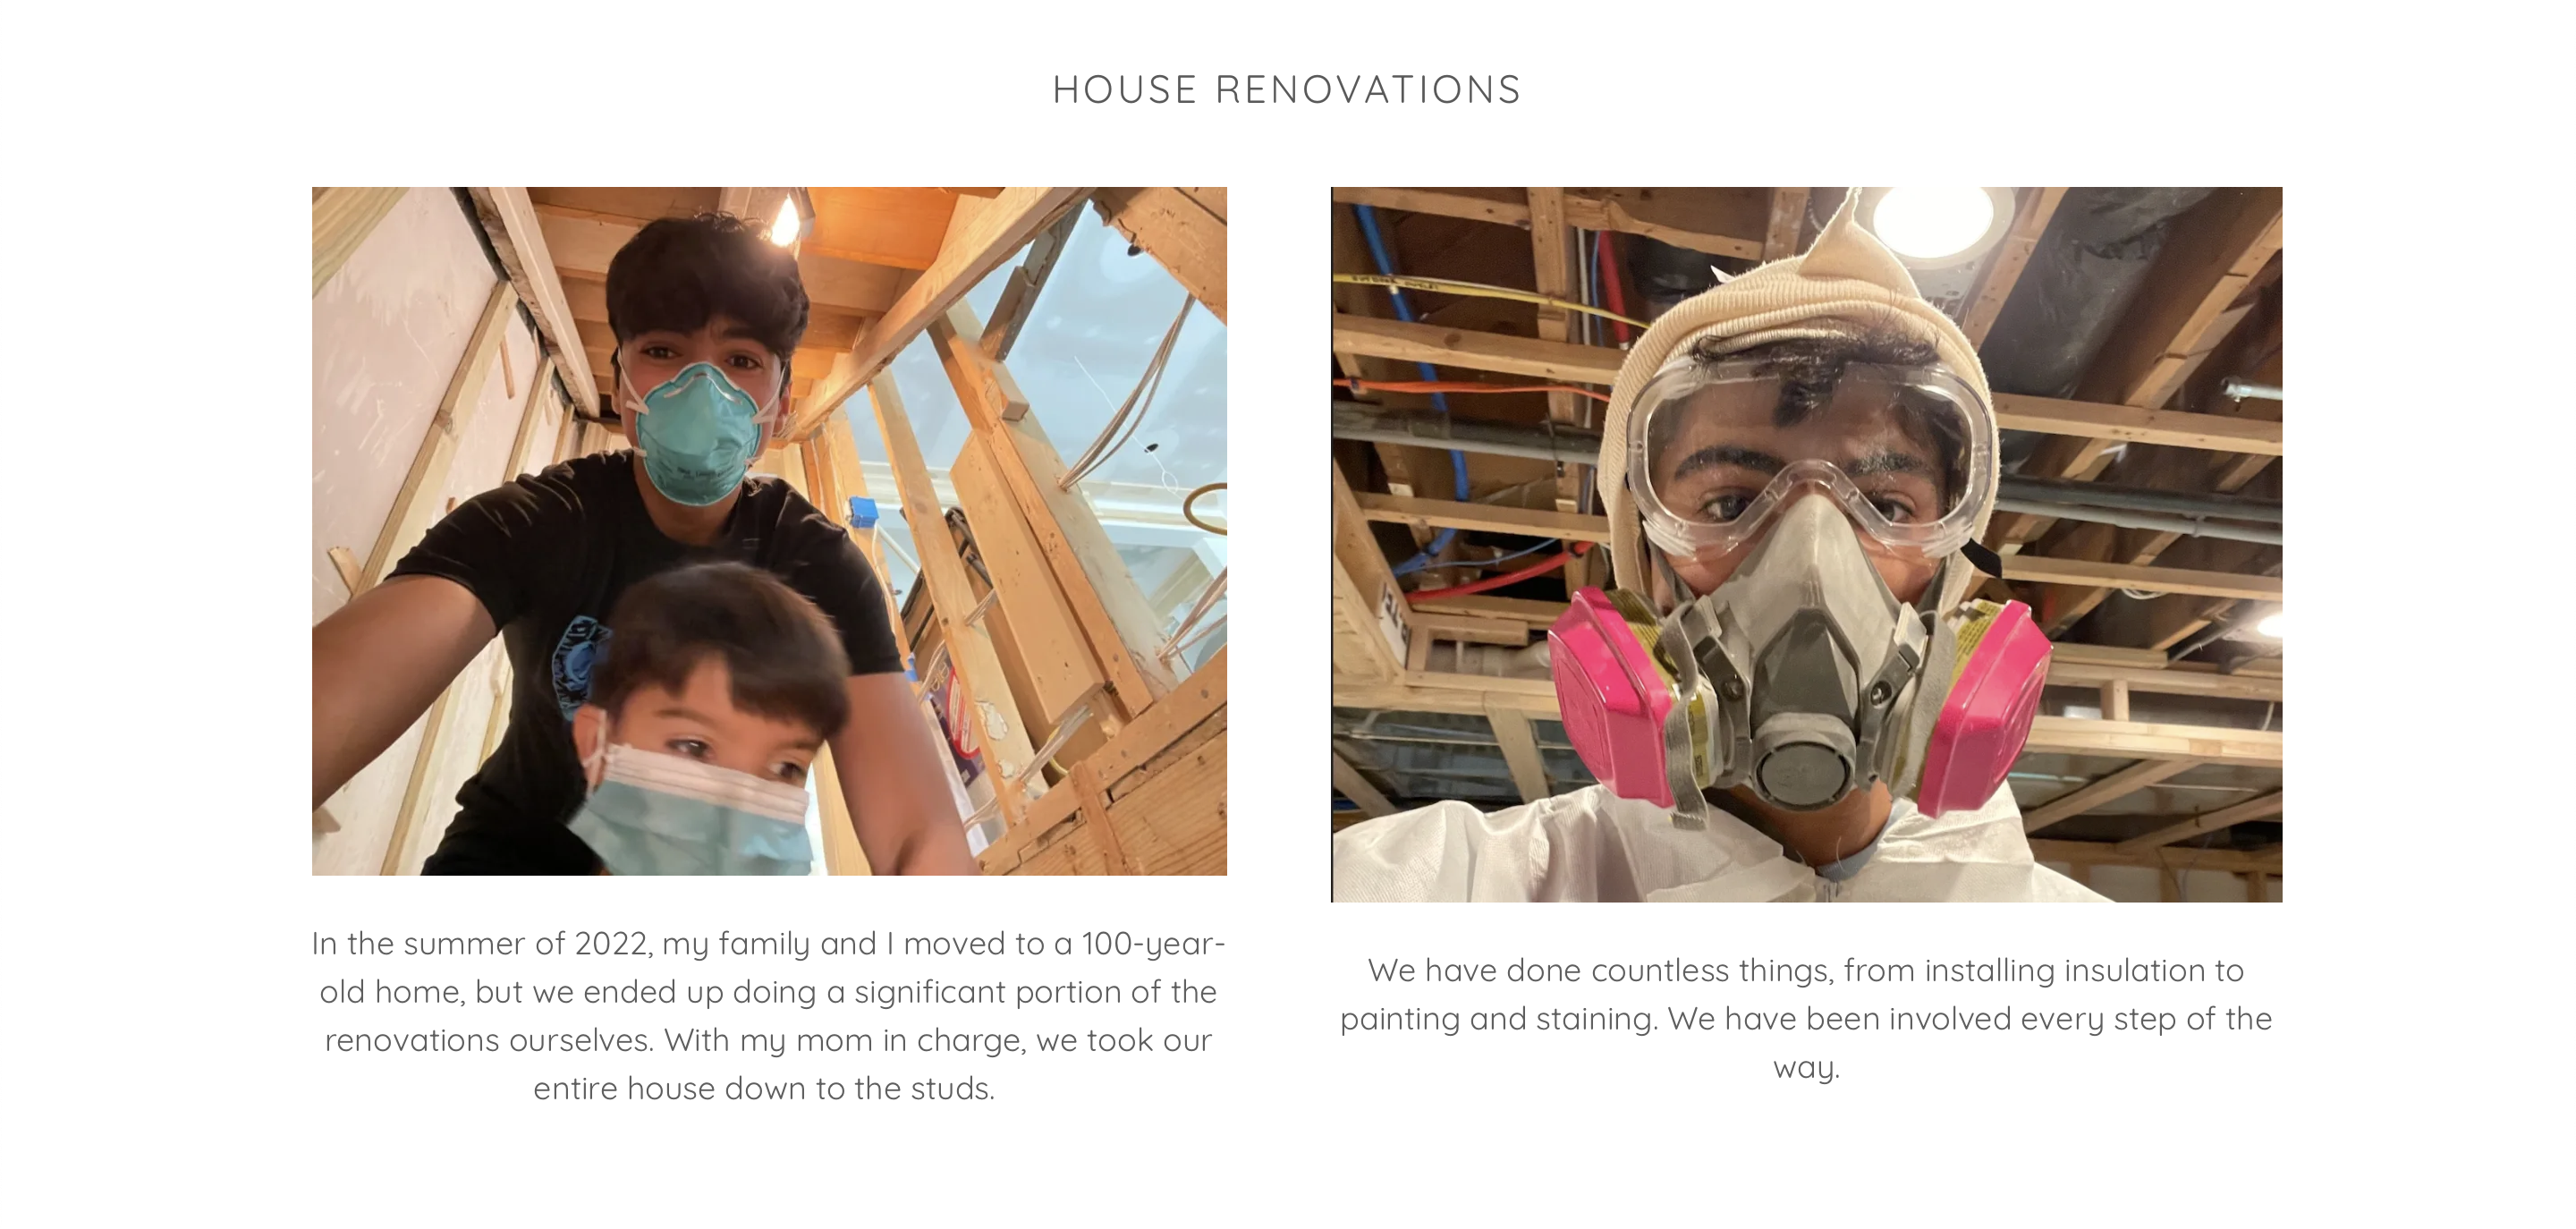 HOUSE RENOVATIONS
In the summer of 2022, my family and I moved to a 100-year-
old home, but we ended up doing a significant portion of the
renovations ourselves. With my mom in charge, we took our
entire house down to the studs.
We have done countless things, from installing insulation to
painting and staining. We have been involved every step of the
way.